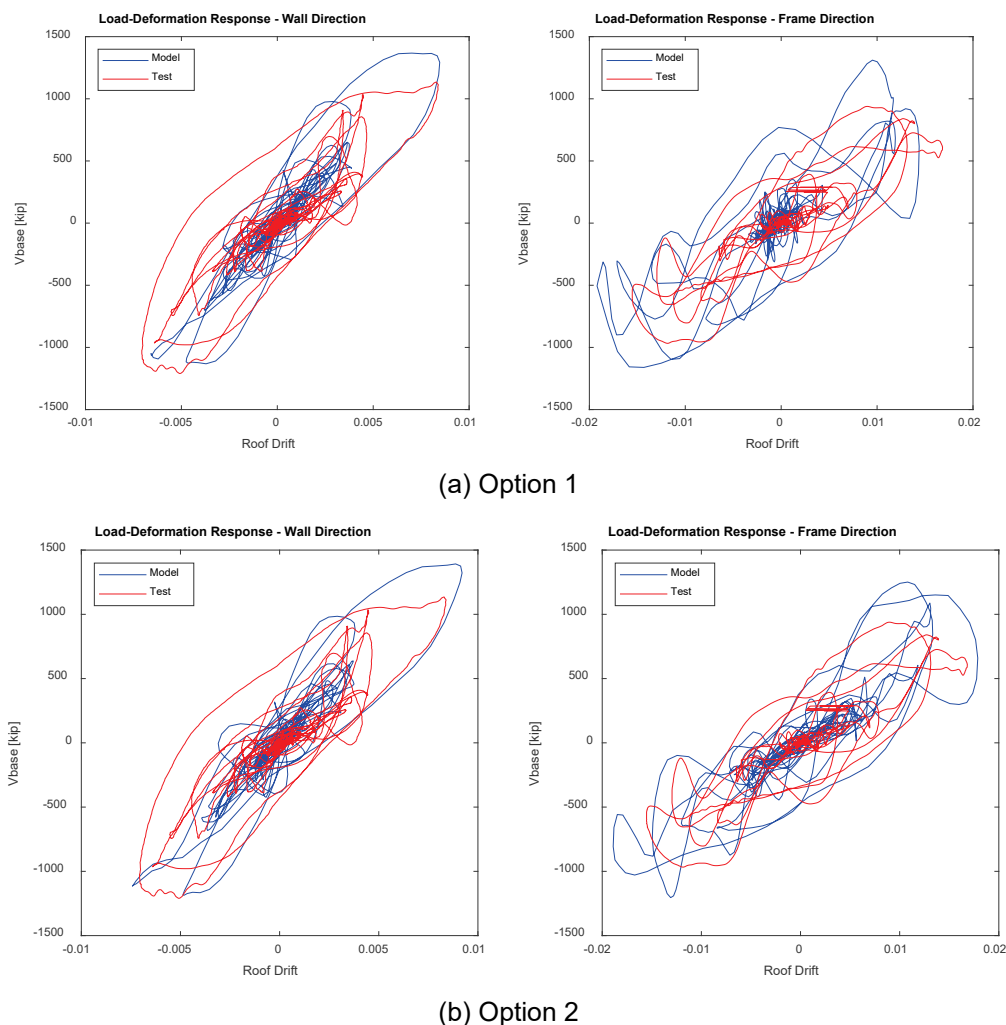 Load-Deformation Response - Wall Direction
Load-Deformation Response - Frame Direction
1500
1000
500
0
-500
-1000
-1500
Vbase [kip]
Model
Test
-0.01
-0.005
0
0.005
0.01
Roof Drift
1500
1000
500
0
-500
-1000
-1500
Vbase [kip]
Model
Test
-0.02
-0.01
0
0.01
0.02
Roof Drift
(a) Option 1
Load-Deformation Response - Wall Direction
Load-Deformation Response - Frame Direction
1500
1000
500
0
-500
-1000
-1500
Vbase [kip]
Model
Test
-0.01
-0.005
0
0.005
0.01
Roof Drift
1500
1000
500
0
-500
-1000
-1500
Vbase [kip]
Model
Test
-0.02
-0.01
0
0.01
0.02
Roof Drift
(b) Option 2